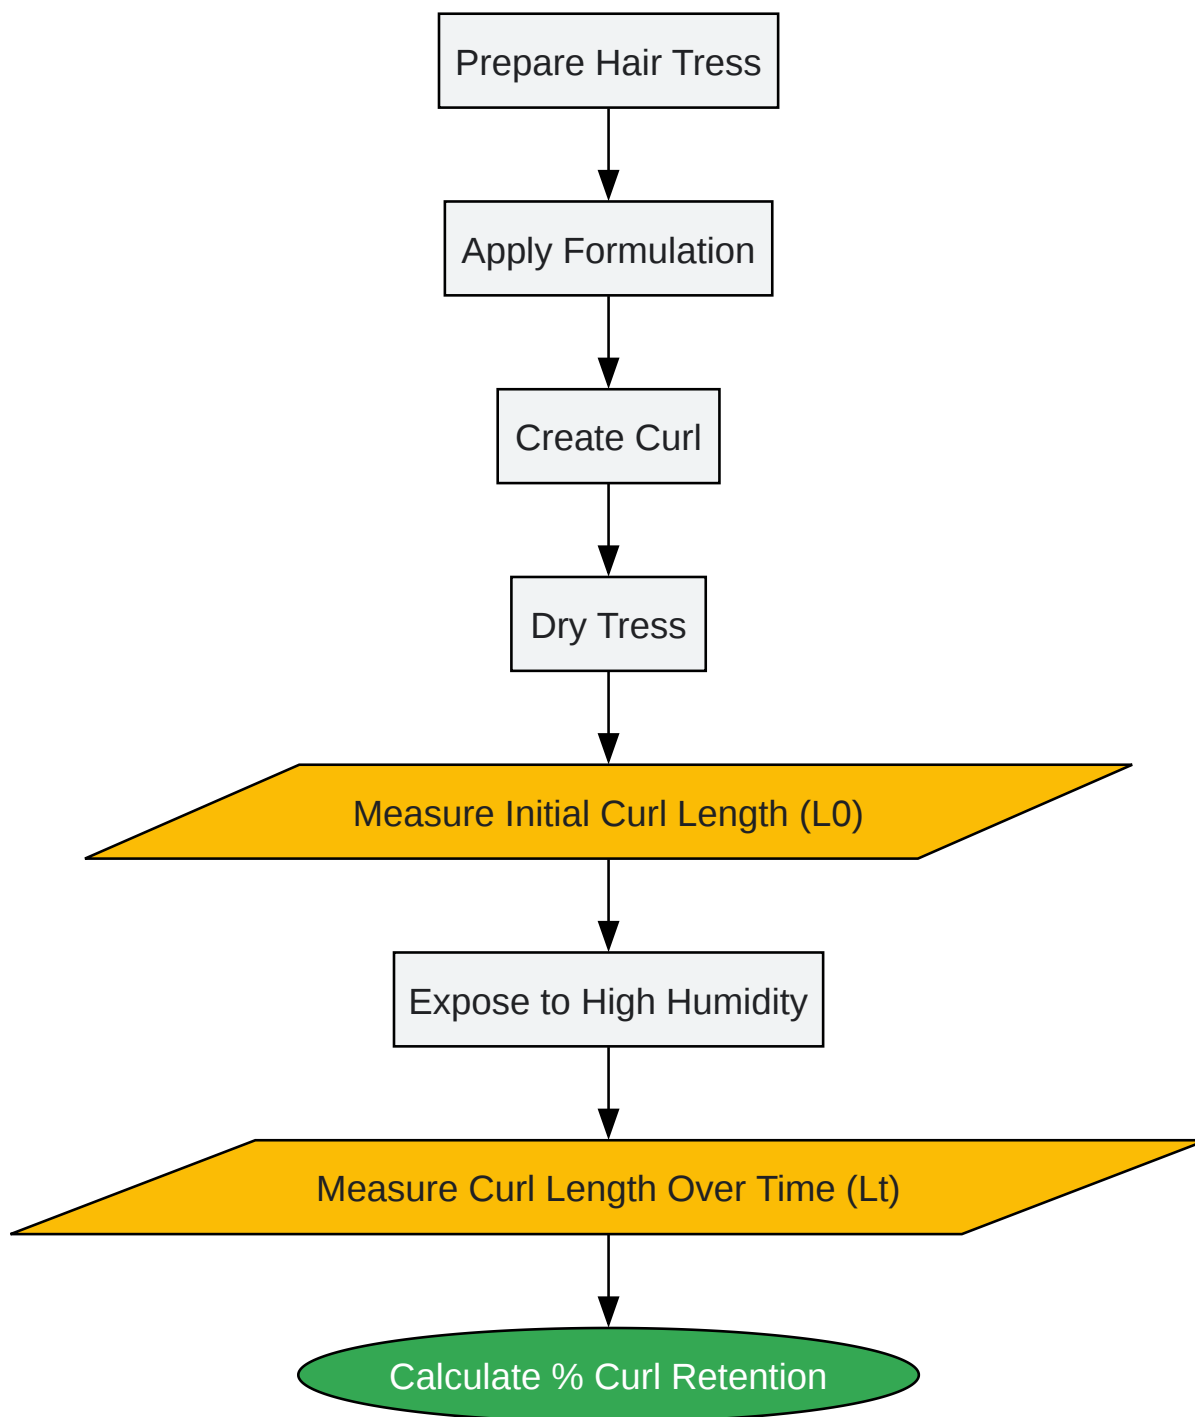 Prepare Hair Tress
Apply Formulation
Create Curl
Dry Tress
Measure Initial Curl Length (L0)
Expose to High Humidity
Measure Curl Length Over Time (Lt)
Calculate % Curl Retention